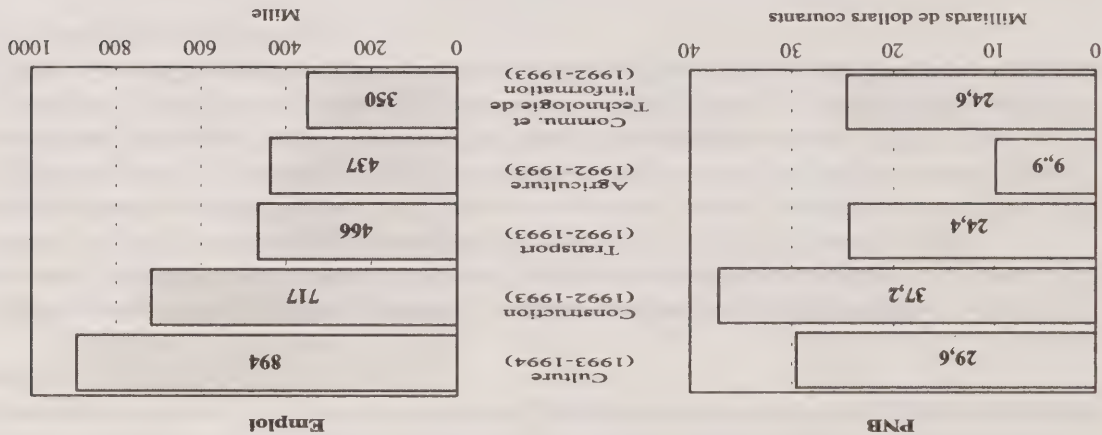 PNB
Emploi
29,6
Culture
(1993-1994)
894
37,2
Construction
(1992-1993)
717
24,4
Transport
(1992-1993)
466
9,9
Agriculture
(1992-1993)
437
24,6
Commu. et
Technologie de
l'information
(1992-1993)
350
0 10 20 30 40
0 200 400 600 800 1000
Milliards de dollars courants
Mille